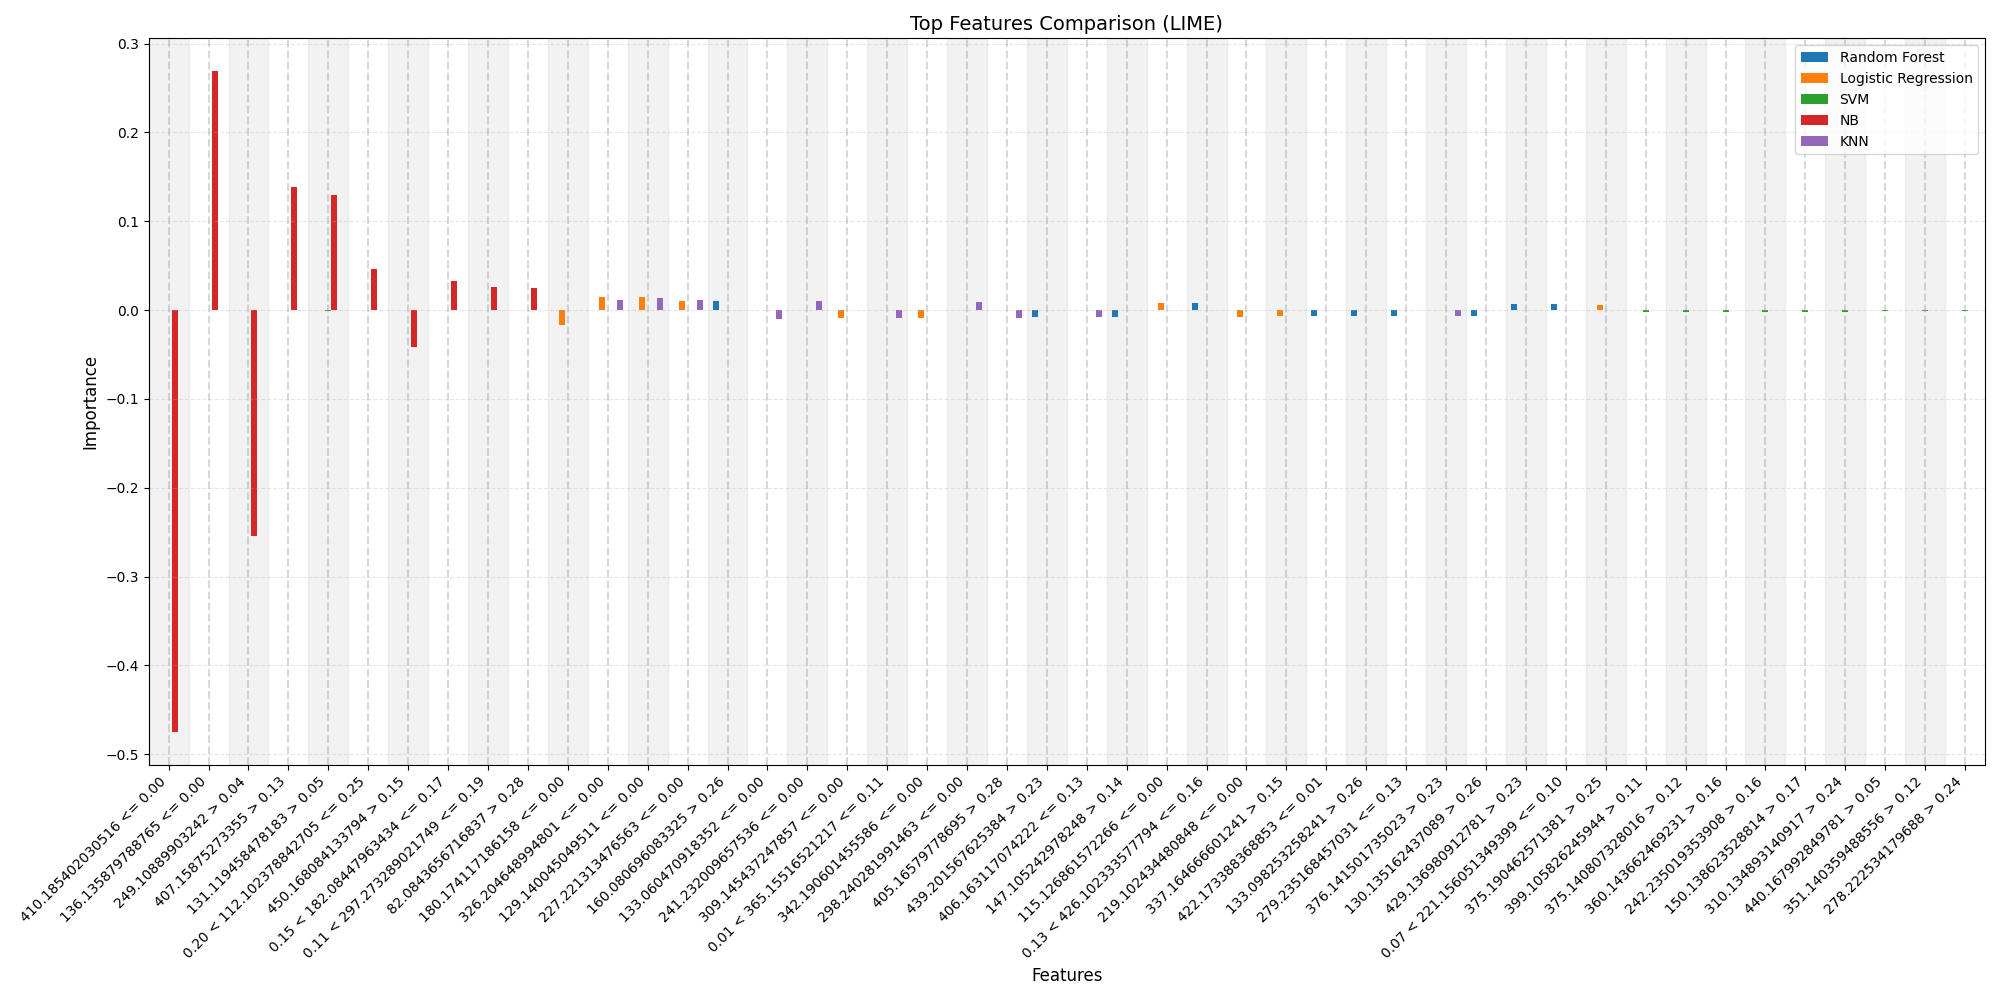 Top Features Comparison (LIME)
Random Forest
Logistic Regression
SVM
NB
KNN
0.3
0.2
0.1
0.0
−0.1
−0.2
−0.3
−0.4
−0.5
Importance
410.185402030516 <= 0.00
136.135879788765 <= 0.00
249.108899903242 > 0.04
407.15875273355 > 0.13
131.119458478183 > 0.05
0.20 < 112.102378842705 <= 0.25
450.168084133794 > 0.15
0.15 < 182.084479634434 <= 0.17
0.11 < 297.273289021749 <= 0.19
82.0843656716837 > 0.28
180.174117186158 <= 0.00
326.204648994801 <= 0.00
129.140045049511 <= 0.00
227.22131347563 <= 0.00
160.080696083325 > 0.26
133.060470918352 <= 0.00
241.232009657536 <= 0.00
309.145437247857 <= 0.00
0.01 < 365.155165221217 <= 0.11
342.190601455586 <= 0.00
298.240281991463 <= 0.00
405.165797778695 > 0.28
439.201567625384 > 0.23
406.163117074222 <= 0.13
147.105242978248 > 0.14
115.126861572266 <= 0.00
0.13 < 426.102335577794 <= 0.16
219.102434480848 <= 0.00
337.164666601241 > 0.15
422.173383688853 <= 0.01
133.098253258241 > 0.26
279.235168457031 <= 0.13
376.141501735023 > 0.23
130.135162437089 > 0.26
429.136980912781 > 0.23
0.07 < 221.156051349399 <= 0.10
375.190462571381 > 0.25
399.105826245944 > 0.11
375.140807328016 > 0.12
360.143662469231 > 0.16
242.235019353908 > 0.16
150.138623528814 > 0.17
310.134893140917 > 0.24
440.167992849781 > 0.05
351.140359488556 > 0.12
278.222534179688 > 0.24
Features